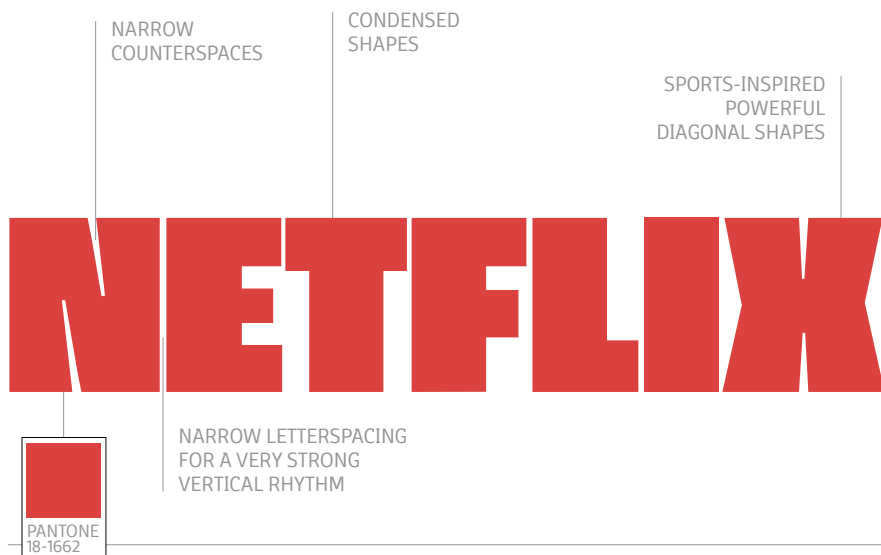 NARROW
COUNTERSPACES
CONDENSED
SHAPES
SPORTS-INSPIRED
POWERFUL
DIAGONAL SHAPES
NETFLIX
NARROW LETTERSPACING
FOR A VERY STRONG
VERTICAL RHYTHM
PANTONE
18-1662